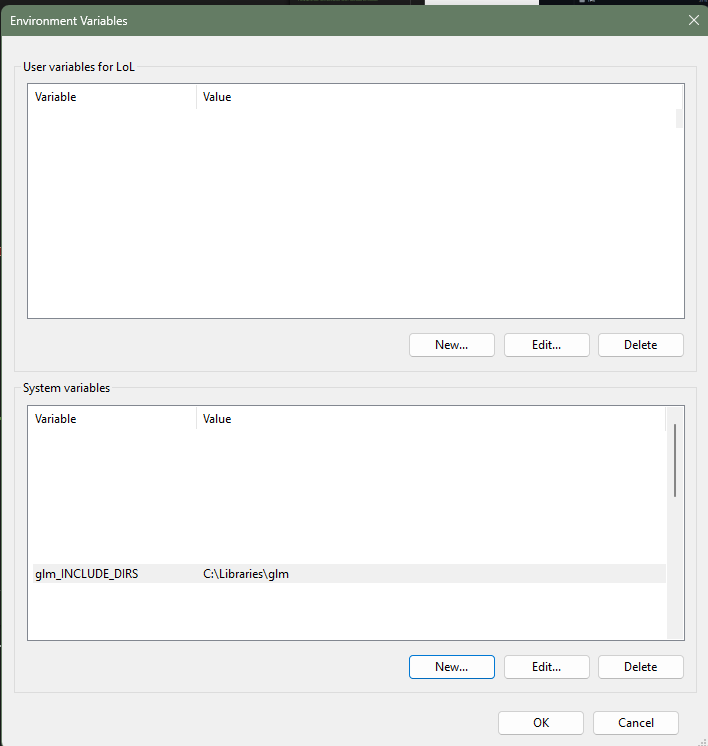 Environment Variables
User variables for LoL
Variable Value
New... Edit... Delete
System variables
Variable Value
glm_INCLUDE_DIRS C:\Libraries\glm
New... Edit... Delete
OK Cancel